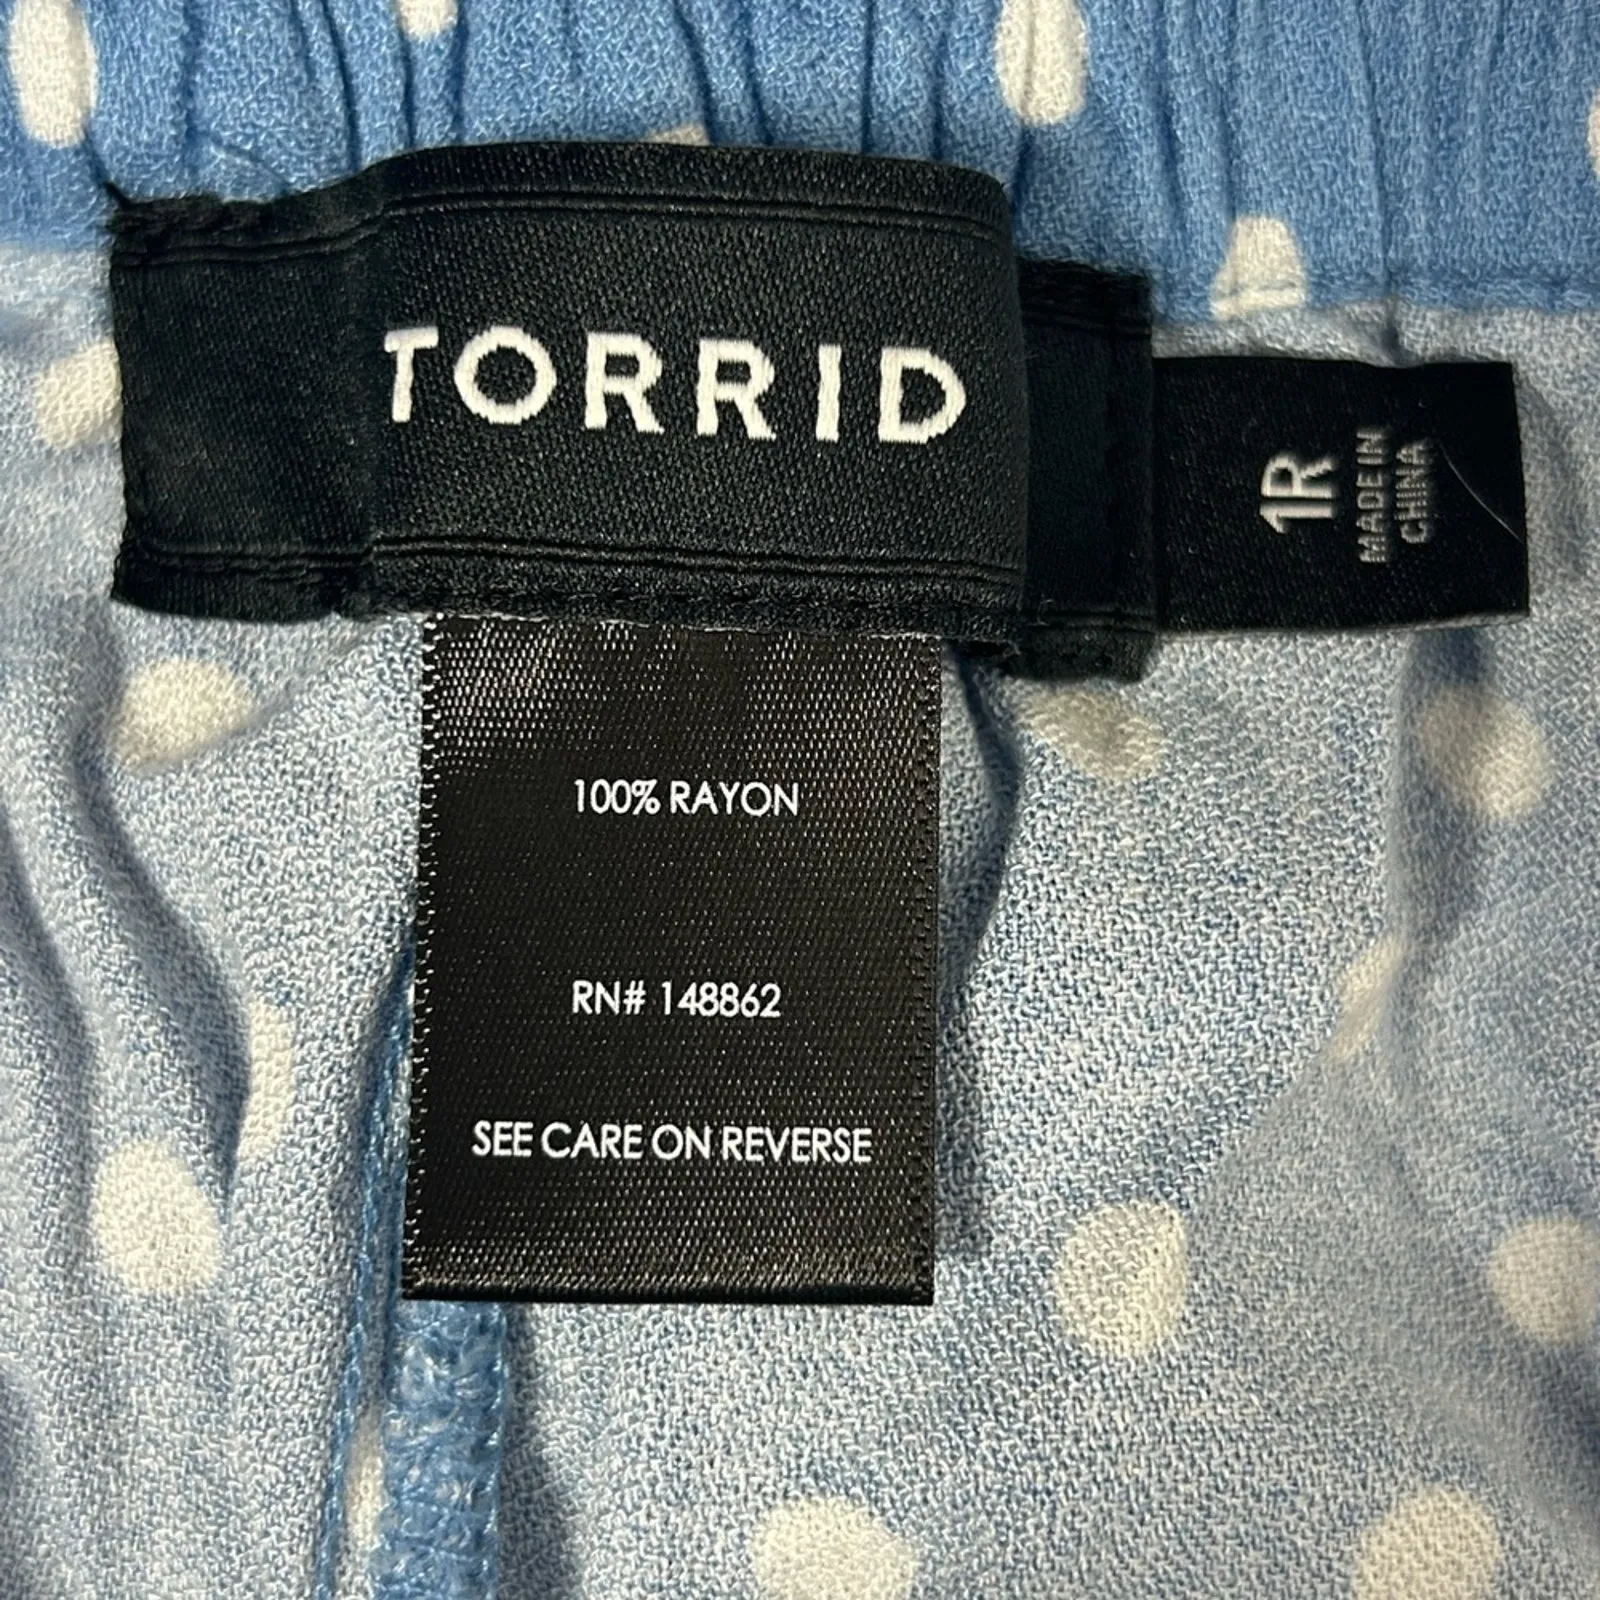 TORRID
1R
MADE IN
CHINA
100% RAYON
RN# 148862
SEE CARE ON REVERSE